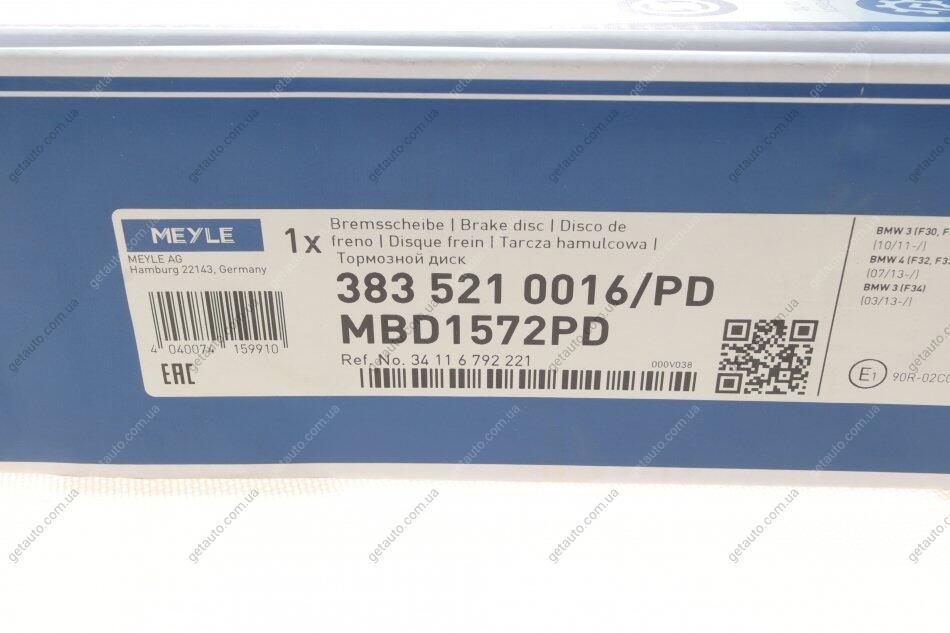 MEYLE
MEYLE AG
Hamburg 22143, Germany
4 040074 159910
EAC
1x
Bremsscheibe | Brake disc | Disco de
freno | Disque frein | Tarcza hamulcowa |
Тормозной диск
383 521 0016/PD
MBD1572PD
Ref. No. 34 11 6 792 221
000V038
BMW 3 (F30, F
(10/11-/)
BMW 4 (F32, F3
(07/13-/)
BMW 3 (F34)
(03/13-/)
E1
90R-02C0
getauto.com.ua